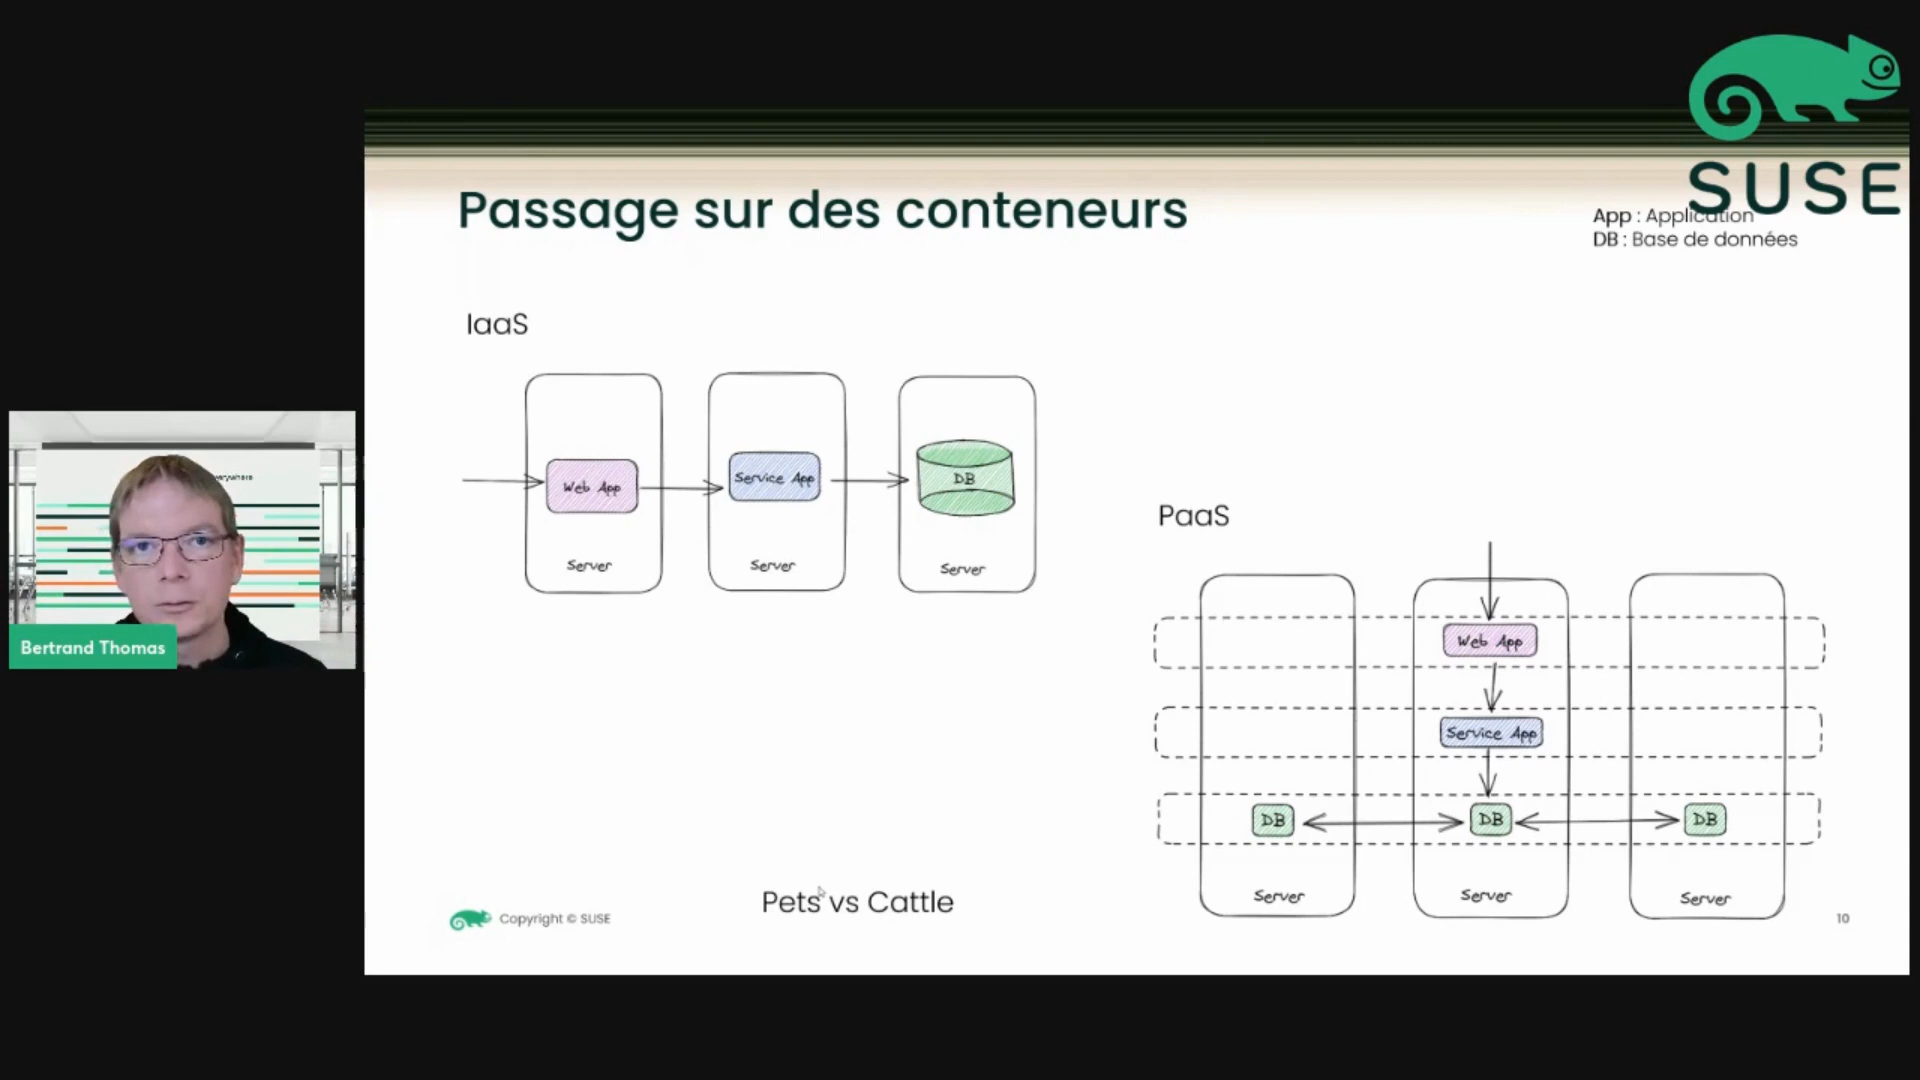 SUSE
Passage sur des conteneurs
App : Application
DB : Base de données
IaaS
Web App
Service App
DB
Server
Server
Server
PaaS
Web App
Service App
DB
DB
DB
Server
Server
Server
Pets vs Cattle
Copyright © SUSE
10
Bertrand Thomas